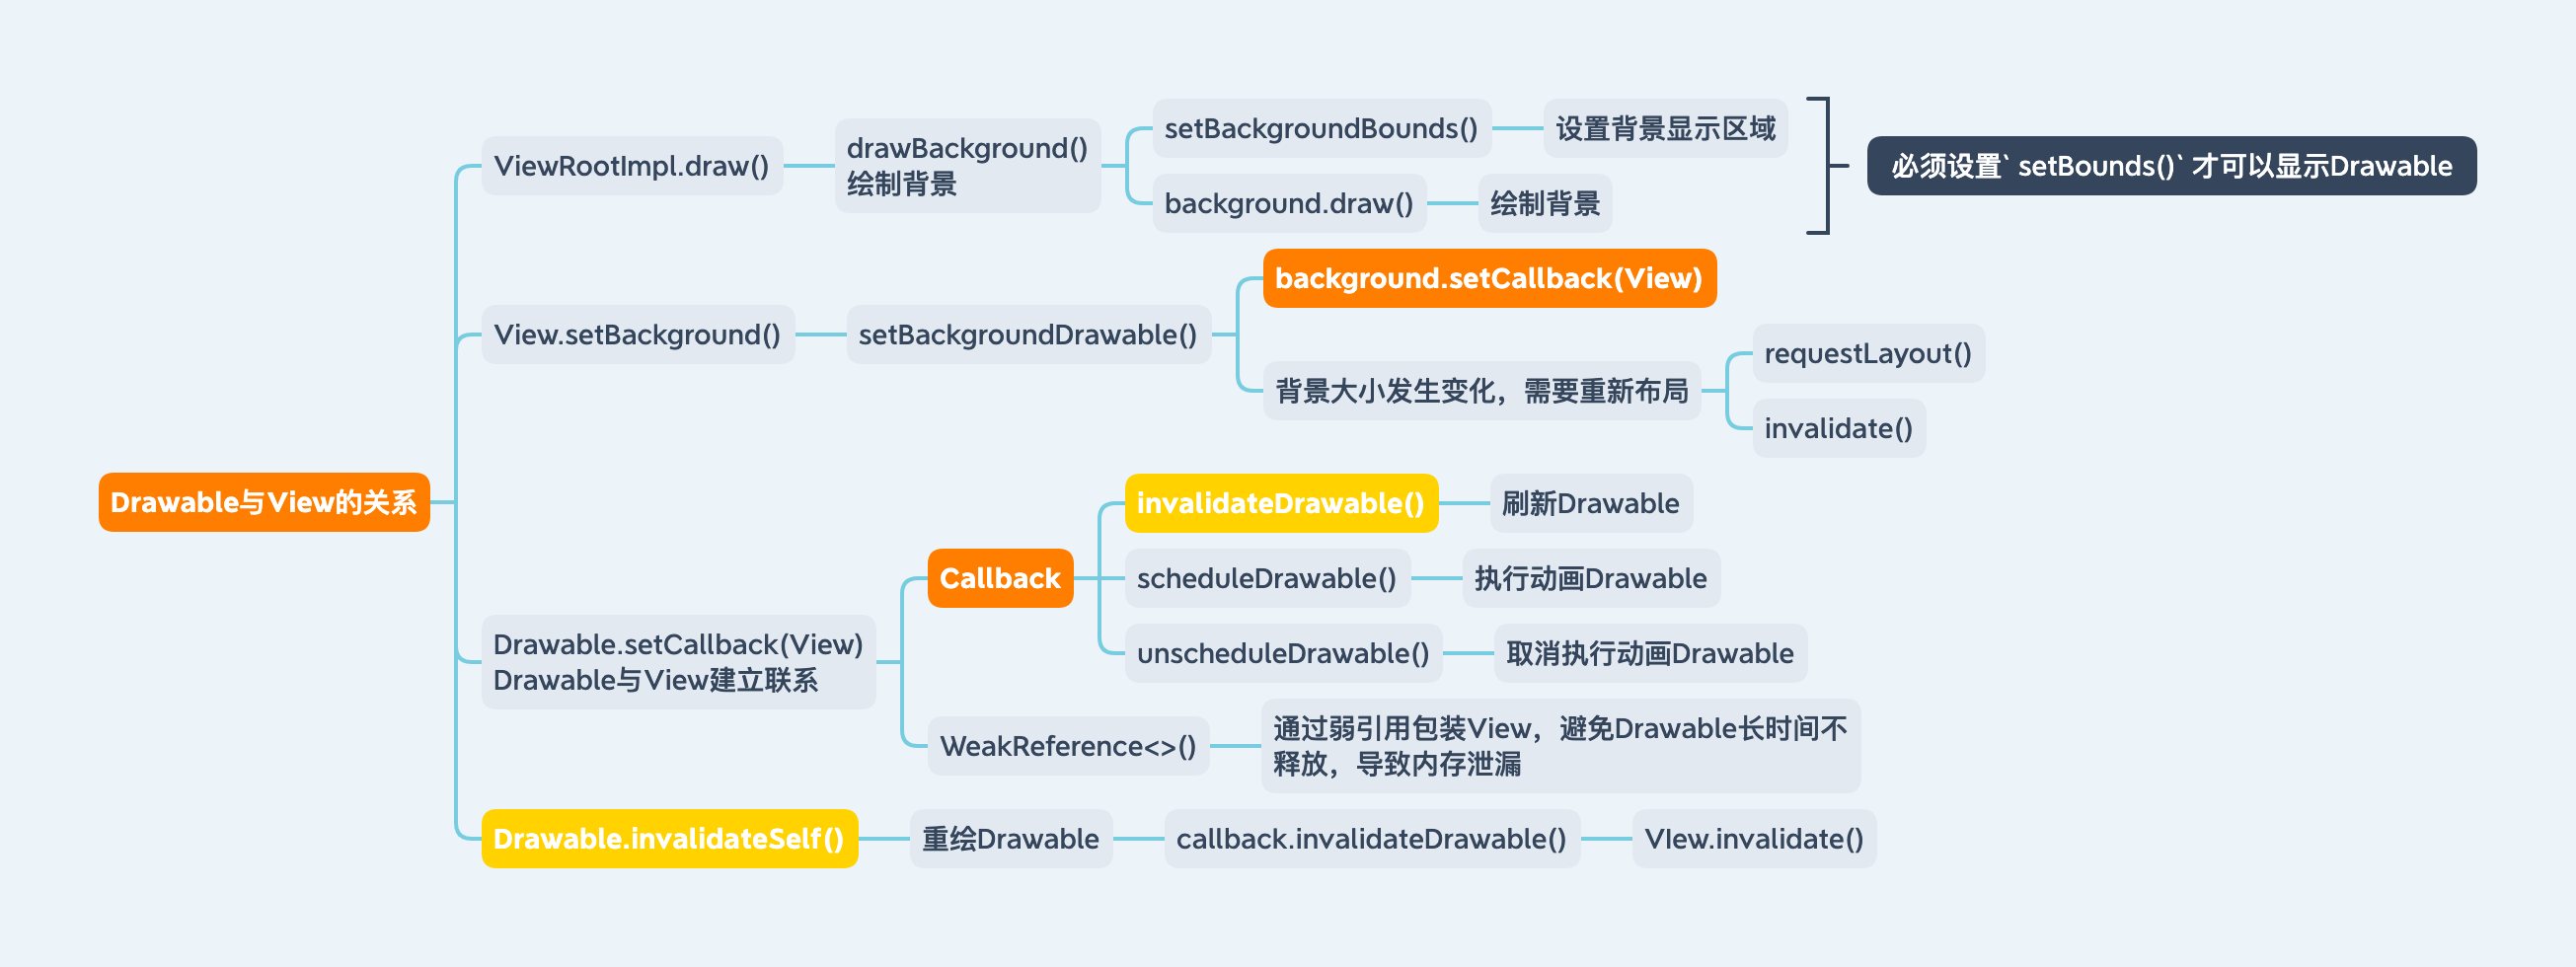 Drawable与View的关系
ViewRootImpl.draw()
drawBackground()
绘制背景
setBackgroundBounds()
设置背景显示区域
background.draw()
绘制背景
必须设置` setBounds()` 才可以显示Drawable
View.setBackground()
setBackgroundDrawable()
background.setCallback(View)
背景大小发生变化，需要重新布局
requestLayout()
invalidate()
Drawable.setCallback(View)
Drawable与View建立联系
Callback
invalidateDrawable()
刷新Drawable
scheduleDrawable()
执行动画Drawable
unscheduleDrawable()
取消执行动画Drawable
WeakReference<>()
通过弱引用包装View，避免Drawable长时间不
释放，导致内存泄漏
Drawable.invalidateSelf()
重绘Drawable
callback.invalidateDrawable()
VIew.invalidate()